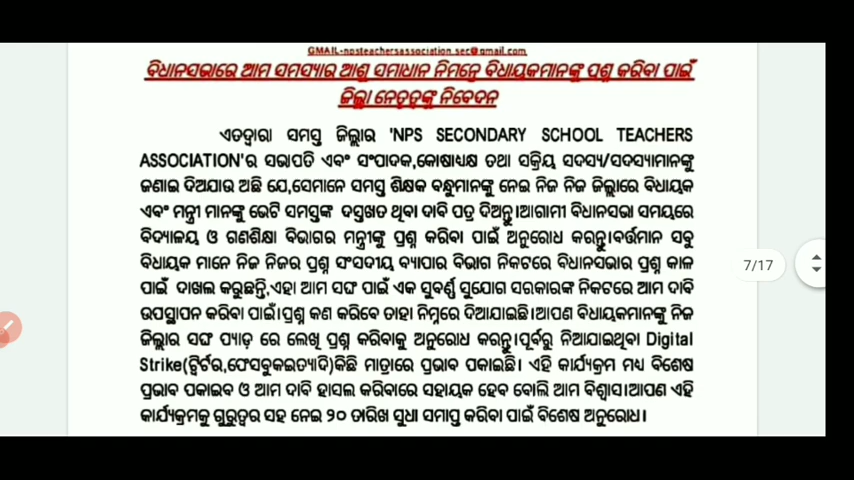 GMAIL-npsteachersassociation.sec@gmail.com
ବିଧାନସଭାରେ ଆମ ସମସ୍ୟାର ଆଶୁ ସମାଧାନ ନିମନ୍ତେ ବିଧାୟକମାନଙ୍କୁ ପଶ୍ନ କରିବା ପାଇଁ
ଜିଲ୍ଲା ନେତୃତ୍ୱଙ୍କୁ ନିବେଦନ
ଏତଦ୍ୱାରା ସମସ୍ତ ଜିଲ୍ଲାର 'NPS SECONDARY SCHOOL TEACHERS
ASSOCIATION'ର ସଭାପତି ଏବଂ ସଂପାଦକ,କୋଷାଧ୍ୟକ୍ଷ ତଥା ସକ୍ରିୟ ସଦସ୍ୟ/ସଦସ୍ୟାମାନଙ୍କୁ
ଜଣାଇ ଦିଆଯାଉ ଅଛି ଯେ,ସେମାନେ ସମସ୍ତ ଶିକ୍ଷକ ବନ୍ଧୁମାନଙ୍କୁ ନେଇ ନିଜ ନିଜ ଜିଲ୍ଲାରେ ବିଧାୟକ
ଏବଂ ମନ୍ତ୍ରୀ ମାନଙ୍କୁ ଭେଟି ସମସ୍ତଙ୍କ ଦସ୍ତଖତ ଥିବା ଦାବି ପତ୍ର ଦିଅନ୍ତୁ।ଆଗାମୀ ବିଧାନସଭା ସମୟରେ
ବିଦ୍ୟାଳୟ ଓ ଗଣଶିକ୍ଷା ବିଭାଗର ମନ୍ତ୍ରୀଙ୍କୁ ପ୍ରଶ୍ନ କରିବା ପାଇଁ ଅନୁରୋଧ କରନ୍ତୁ।ବର୍ତ୍ତମାନ ସବୁ
ବିଧାୟକ ମାନେ ନିଜ ନିଜର ପ୍ରଶ୍ନ ସଂସଦୀୟ ବ୍ୟାପାର ବିଭାଗ ନିକଟରେ ବିଧାନସଭାର ପ୍ରଶ୍ନ କାଳ
ପାଇଁ ଦାଖଲ କରୁଛନ୍ତି,ଏହା ଆମ ସଙ୍ଘ ପାଇଁ ଏକ ସୁବର୍ଣ୍ଣ ସୁଯୋଗ ସରକାରଙ୍କ ନିକଟରେ ଆମ ଦାବି
ଉପସ୍ଥାପନ କରିବା ପାଇଁ।ପ୍ରଶ୍ନ କଣ କରିବେ ତାହା ନିମ୍ନରେ ଦିଆଯାଇଛି।ଆପଣ ବିଧାୟକମାନଙ୍କୁ ନିଜ
ଜିଲ୍ଲାର ସଙ୍ଘ ପ୍ୟାଡ୍ ରେ ଲେଖି ପ୍ରଶ୍ନ କରିବାକୁ ଅନୁରୋଧ କରନ୍ତୁ।ପୂର୍ବରୁ ନିଆଯାଇଥିବା Digital
Strike(ଟ୍ୱିର୍ଟର,ଫେସବୁକଇତ୍ୟାଦି)କିଛି ମାତ୍ରାରେ ପ୍ରଭାବ ପକାଇଛି। ଏହି କାର୍ଯ୍ୟକ୍ରମ ମଧ୍ୟ ବିଶେଷ
ପ୍ରଭାବ ପକାଇବ ଓ ଆମ ଦାବି ହାସଲ କରିବାରେ ସହାୟକ ହେବ ବୋଲି ଆମ ବିଶ୍ୱାସ।ଆପଣ ଏହି
କାର୍ଯ୍ୟକ୍ରମକୁ ଗୁରୁତ୍ୱର ସହ ନେଇ ୨୦ ତାରିଖ ସୁଧା ସମାପ୍ତ କରିବା ପାଇଁ ବିଶେଷ ଅନୁରୋଧ।
7/17